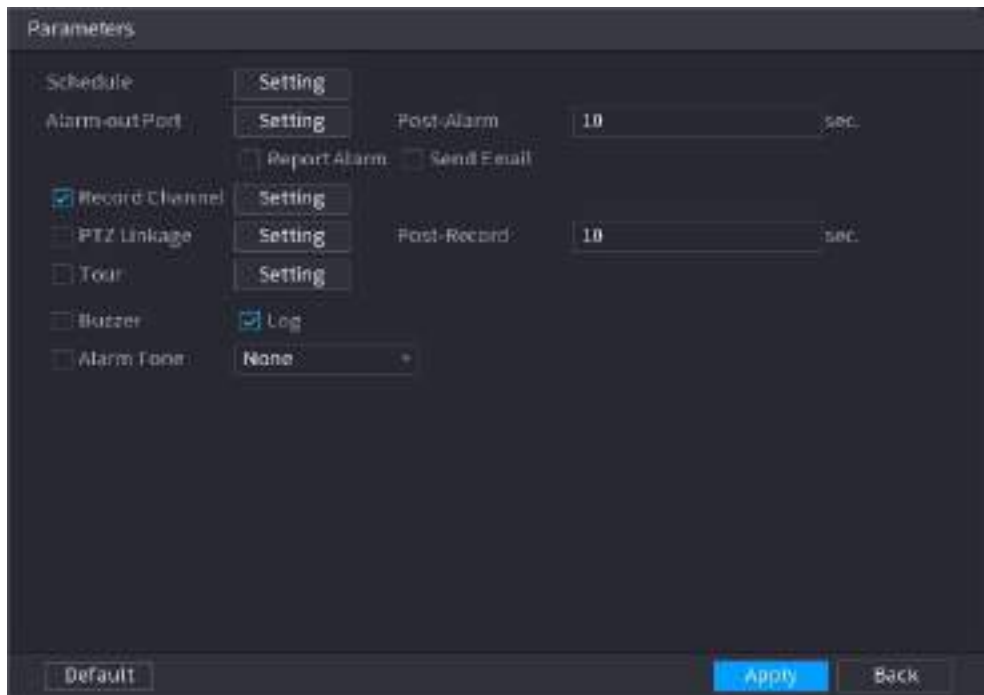 Parameters
Schedule Setting
Alarm-out Port Setting Post-Alarm 10 sec.
Report Alarm Send Email
Record Channel Setting
PTZ Linkage Setting Post-Record 10 sec.
Tour Setting
Buzzer Log
Alarm Tone None
Default Apply Back